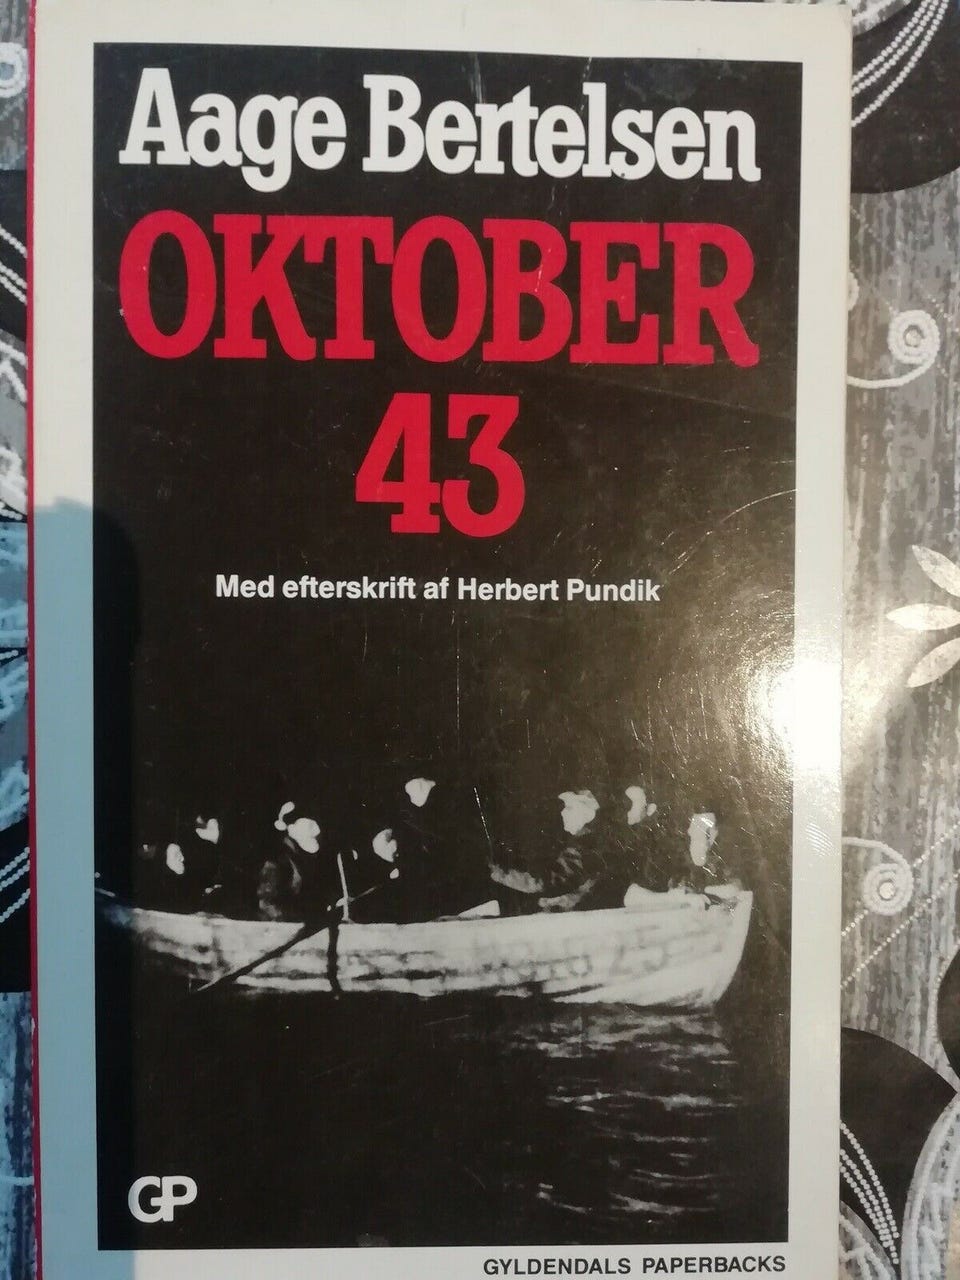 Aage Bertelsen
OKTOBER
43
Med efterskrift af Herbert Pundik
GP
GYLDENDALS PAPERBACKS